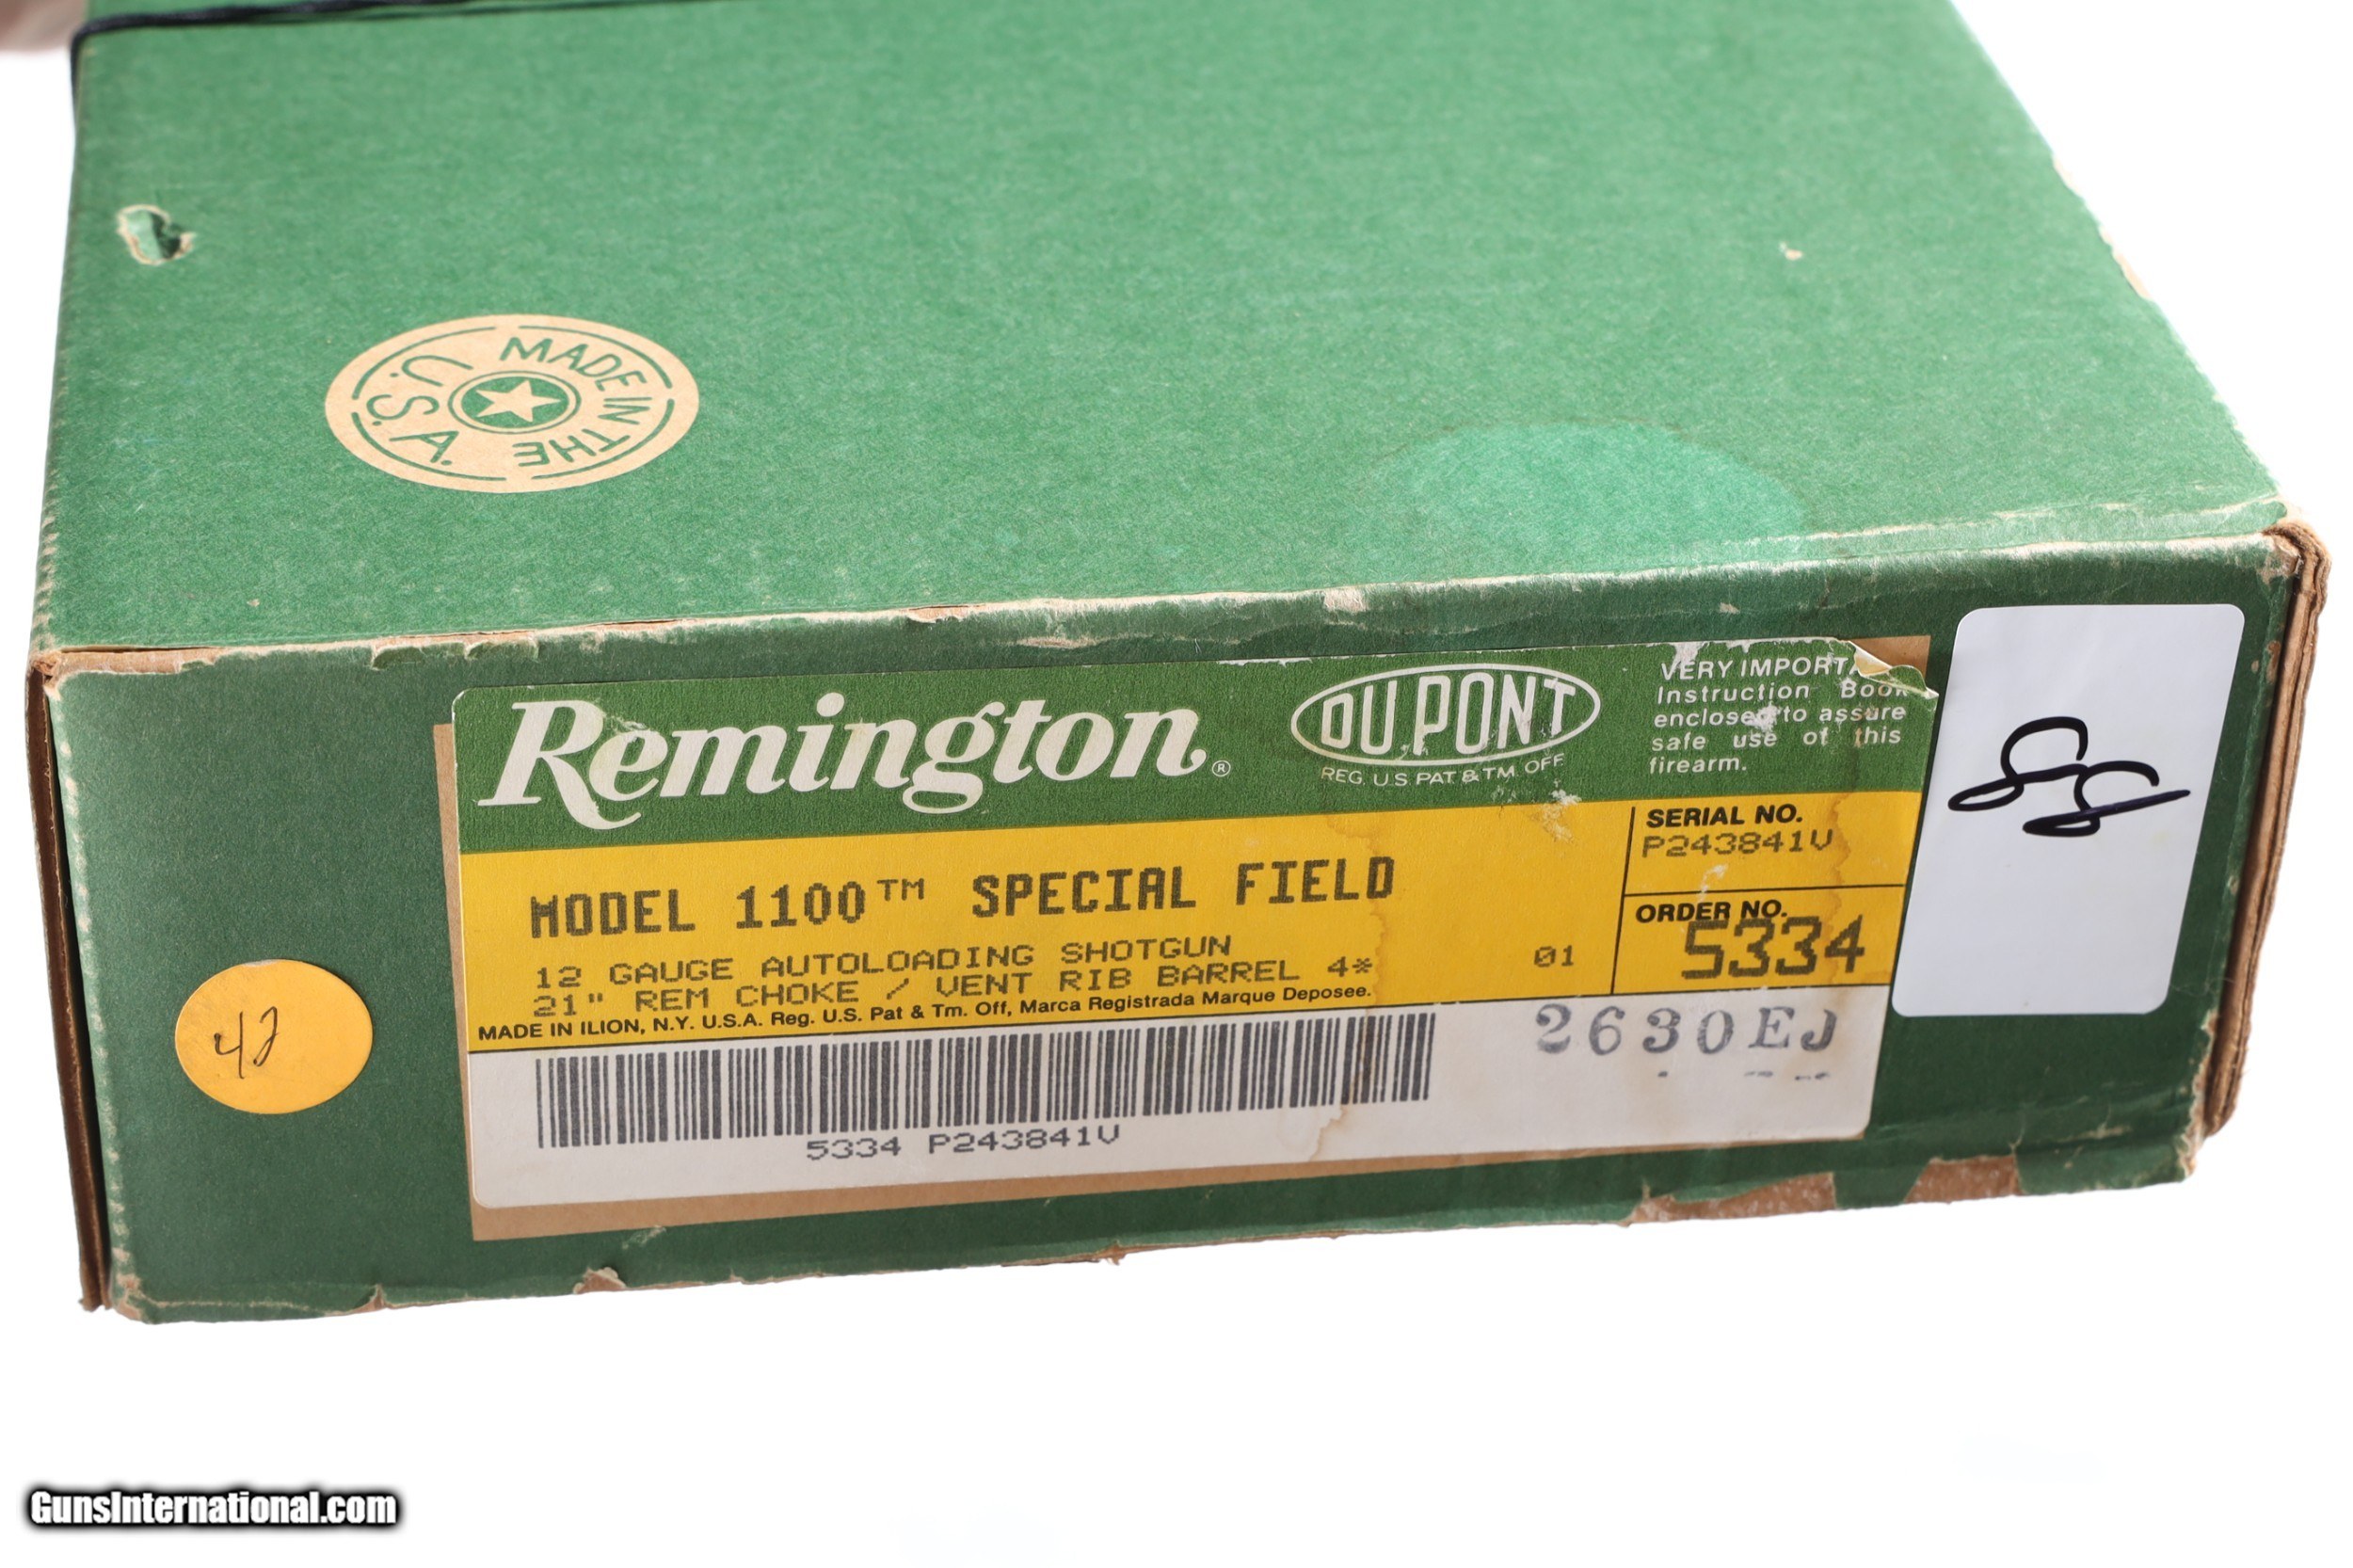 MADE IN THE
U.S.A.
Remington®
DU PONT
REG. U.S. PAT & TM. OFF.
VERY IMPORTA
Instruction Book
enclosed to assure
safe use of this
firearm.
MODEL 1100™ SPECIAL FIELD
12 GAUGE AUTOLOADING SHOTGUN
21" REM CHOKE / VENT RIB BARREL 4*
01
MADE IN ILION, N.Y. U.S.A. Reg. U.S. Pat & Tm. Off, Marca Registrada Marque Deposee.
SERIAL NO.
P243841V
ORDER NO.
5334
2630EJ
5334 P243841V
42
GunsInternational.com